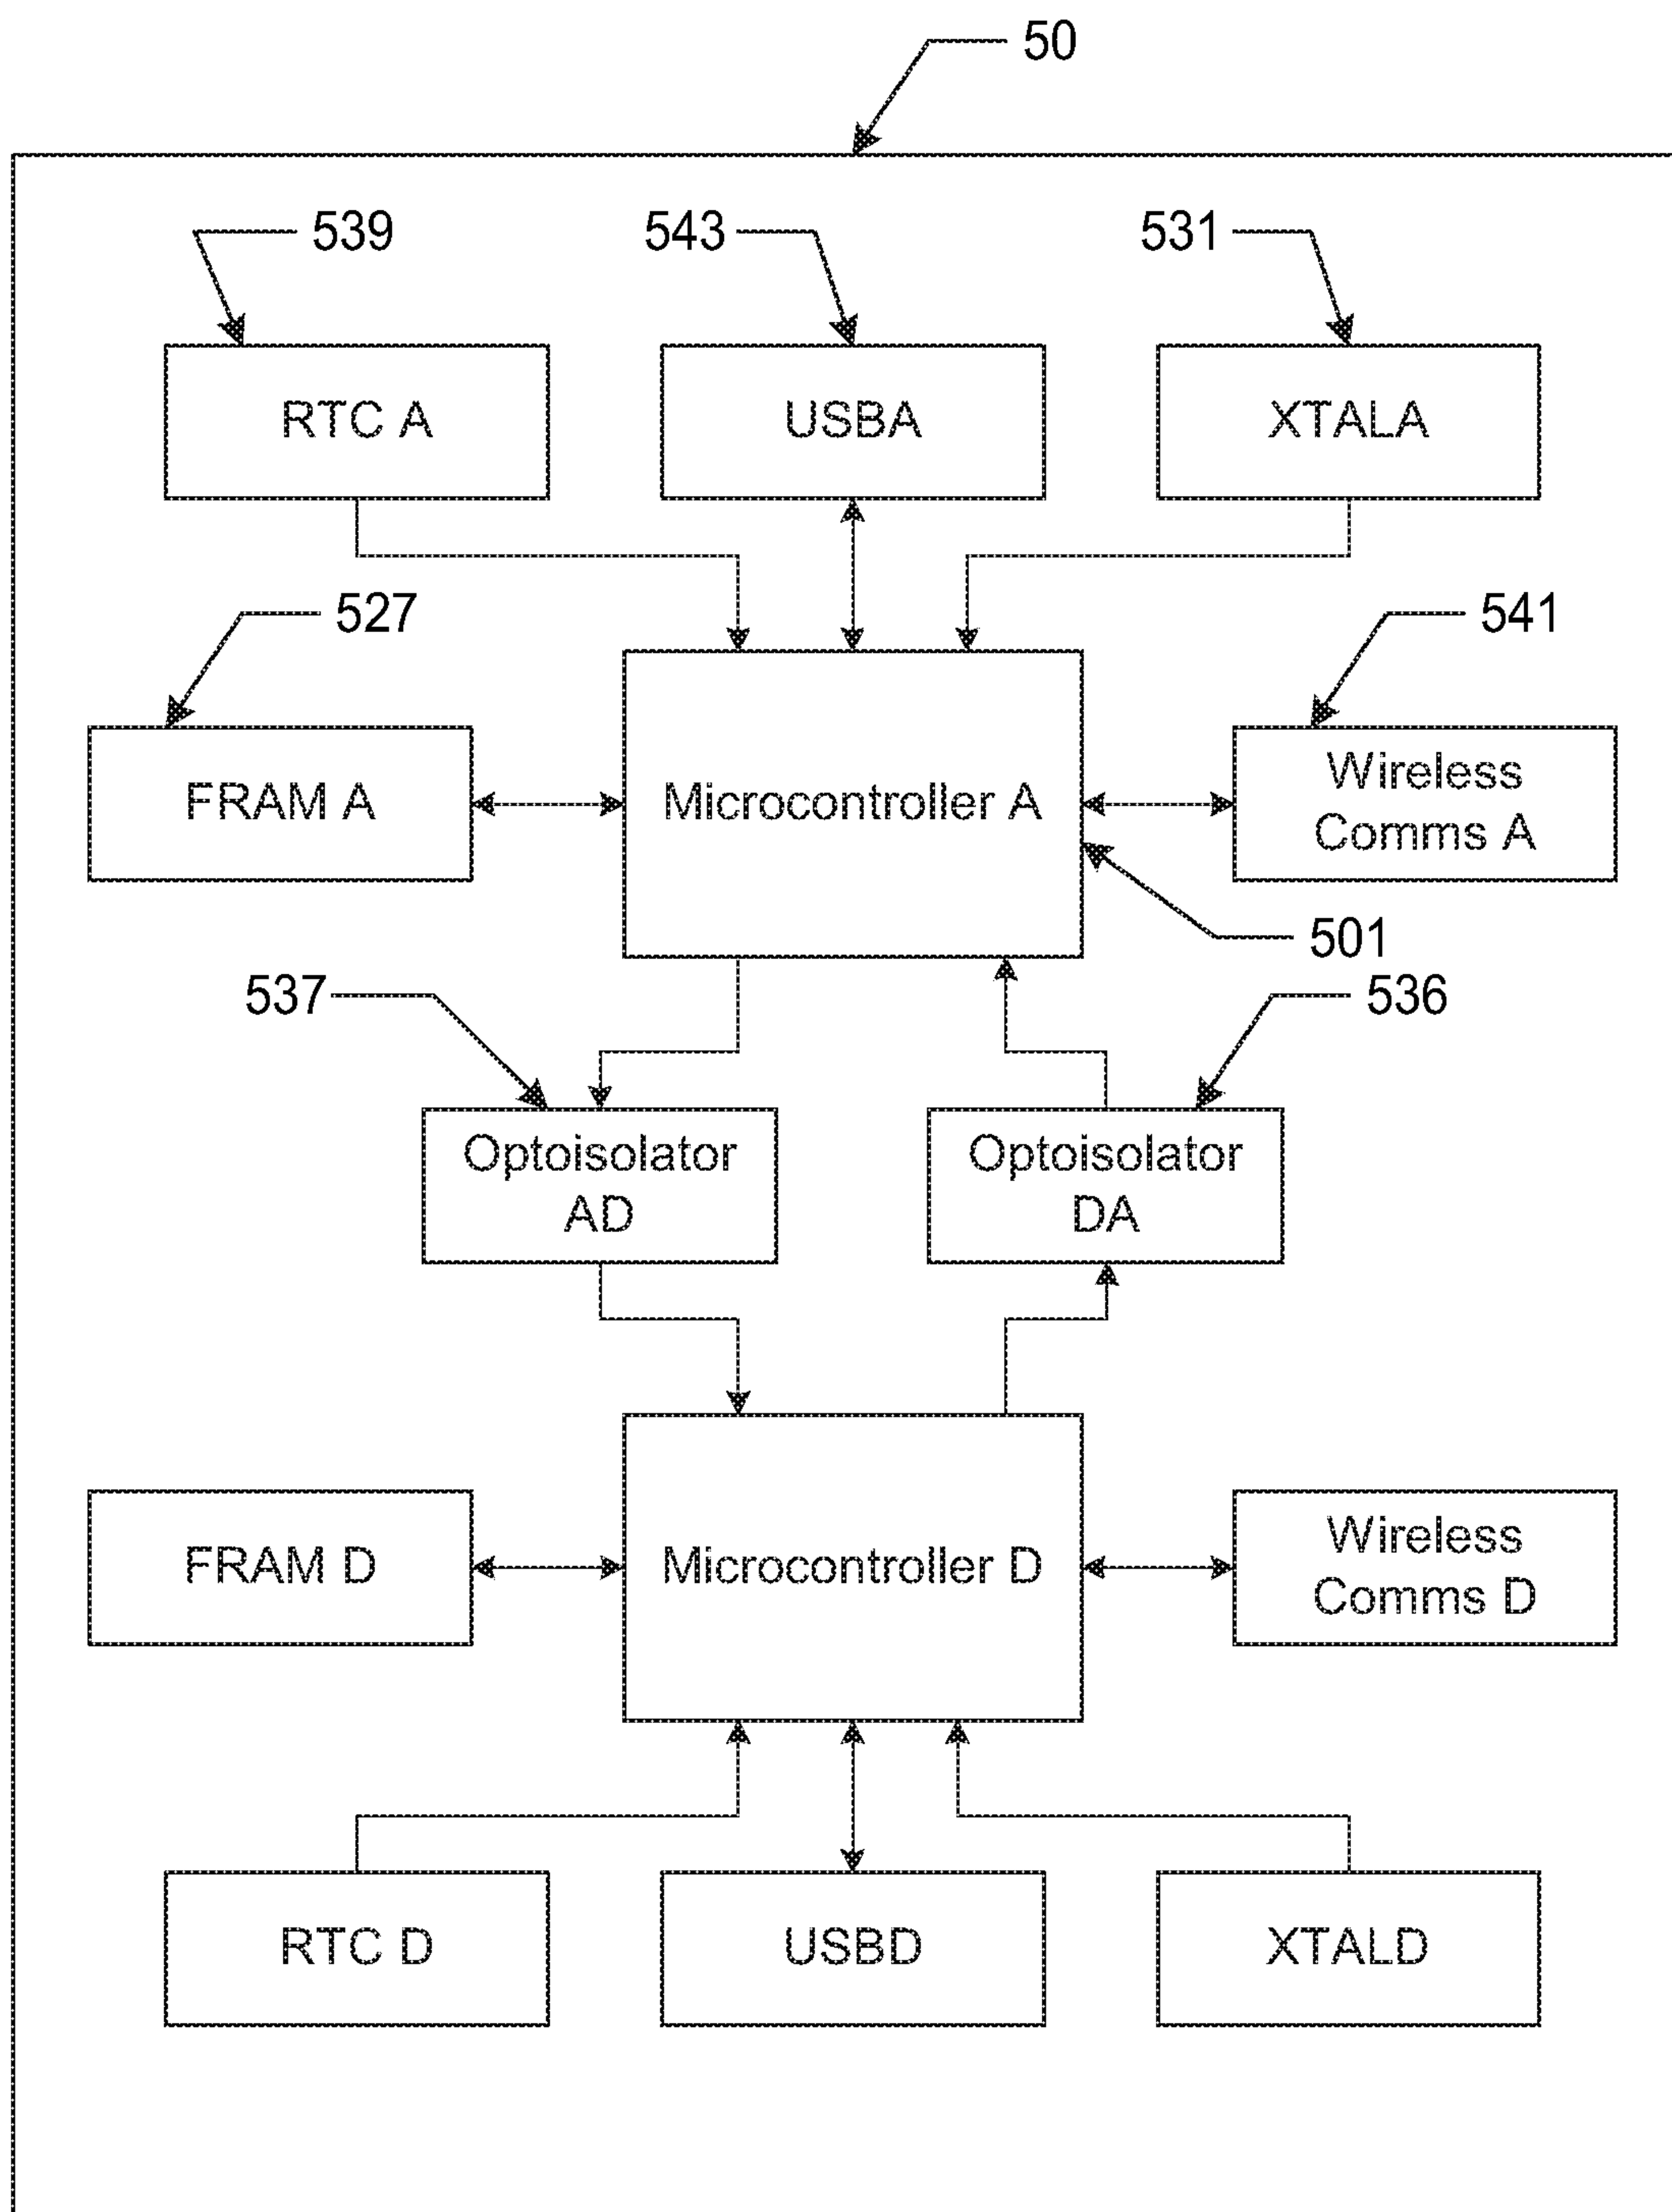 50
539
543
531
RTC A
USBA
XTALA
527
541
FRAM A
Microcontroller A
Wireless
Comms A
501
537
536
Optoisolator
AD
Optoisolator
DA
FRAM D
Microcontroller D
Wireless
Comms D
RTC D
USBD
XTALD